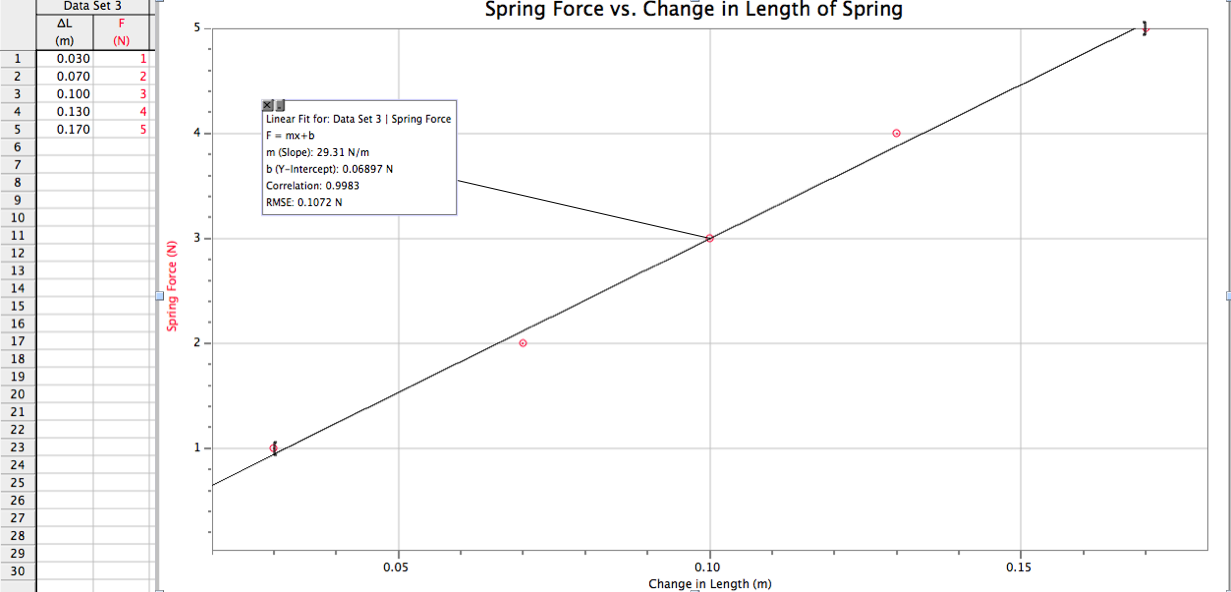 Data Set 3
Spring Force vs. Change in Length of Spring
ΔL F
(m) (N)
1 0.030 1
2 0.070 2
3 0.100 3
4 0.130 4
5 0.170 5
6
7
8
9
10
11
12
13
14
15
16
17
18
19
20
21
22
23
24
25
26
27
28
29
30
Linear Fit for: Data Set 3 | Spring Force
F = mx+b
m (Slope): 29.31 N/m
b (Y-Intercept): 0.06897 N
Correlation: 0.9983
RMSE: 0.1072 N
Spring Force (N)
5
4
3
2
1
0.05 0.10 0.15
Change in Length (m)